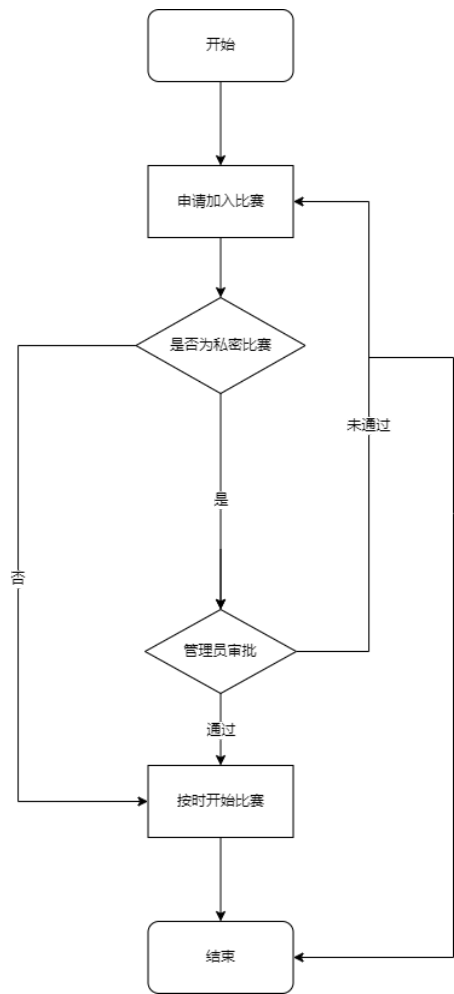 开始
申请加入比赛
是否为私密比赛
未通过
是
否
管理员审批
通过
按时开始比赛
结束